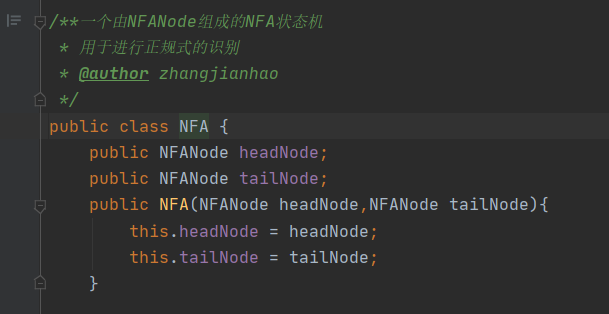 /**一个由NFANode组成的NFA状态机
 * 用于进行正规式的识别
 * @author zhangjianhao
 */
public class NFA {
    public NFANode headNode;
    public NFANode tailNode;
    public NFA(NFANode headNode,NFANode tailNode){
        this.headNode = headNode;
        this.tailNode = tailNode;
    }